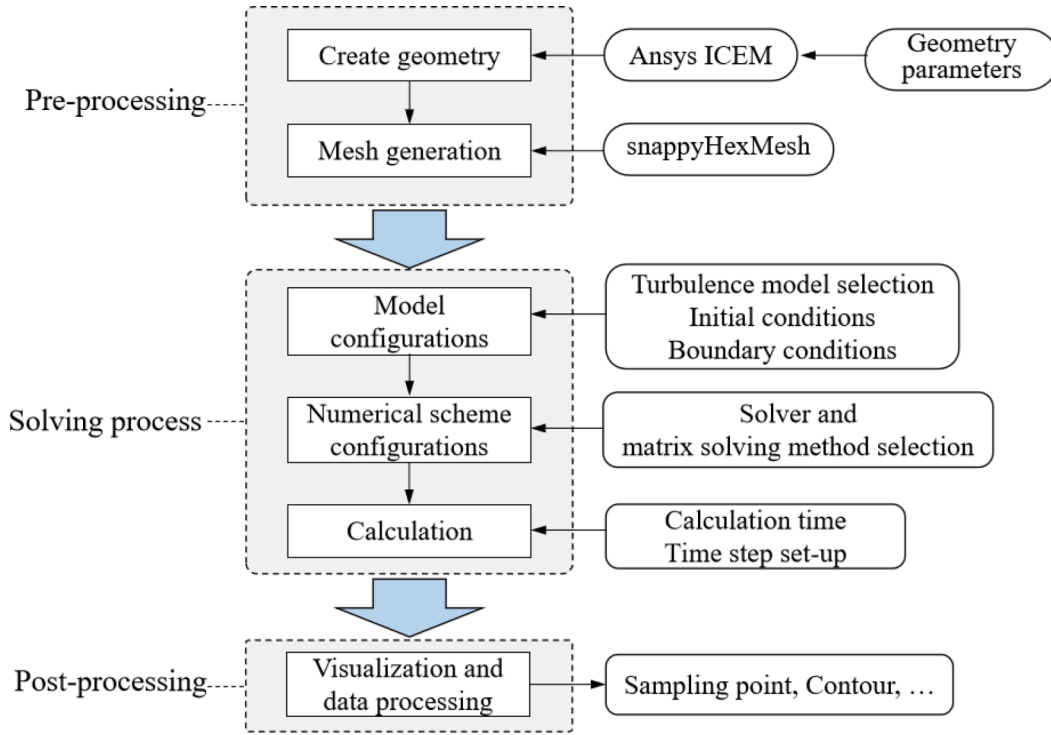 Create geometry
Ansys ICEM
Geometry
parameters
Pre-processing
Mesh generation
snappyHexMesh
Model
configurations
Turbulence model selection
Initial conditions
Boundary conditions
Solving process
Numerical scheme
configurations
Solver and
matrix solving method selection
Calculation
Calculation time
Time step set-up
Post-processing
Visualization and
data processing
Sampling point, Contour, …